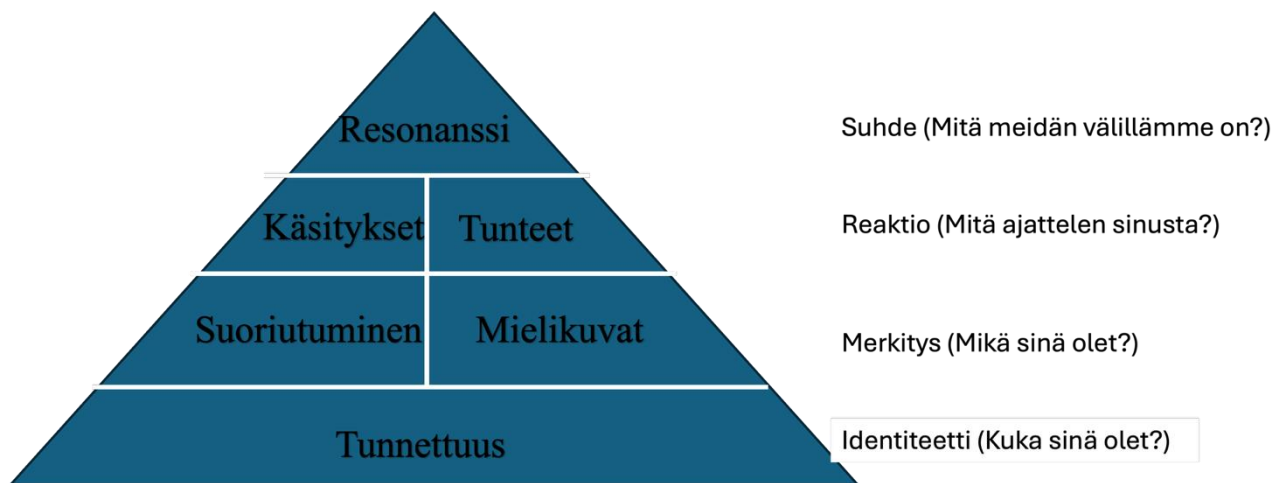 Resonanssi
Suhde (Mitä meidän välillämme on?)
Käsitykset
Tunteet
Reaktio (Mitä ajattelen sinusta?)
Suoriutuminen
Mielikuvat
Merkitys (Mikä sinä olet?)
Tunnettuus
Identiteetti (Kuka sinä olet?)